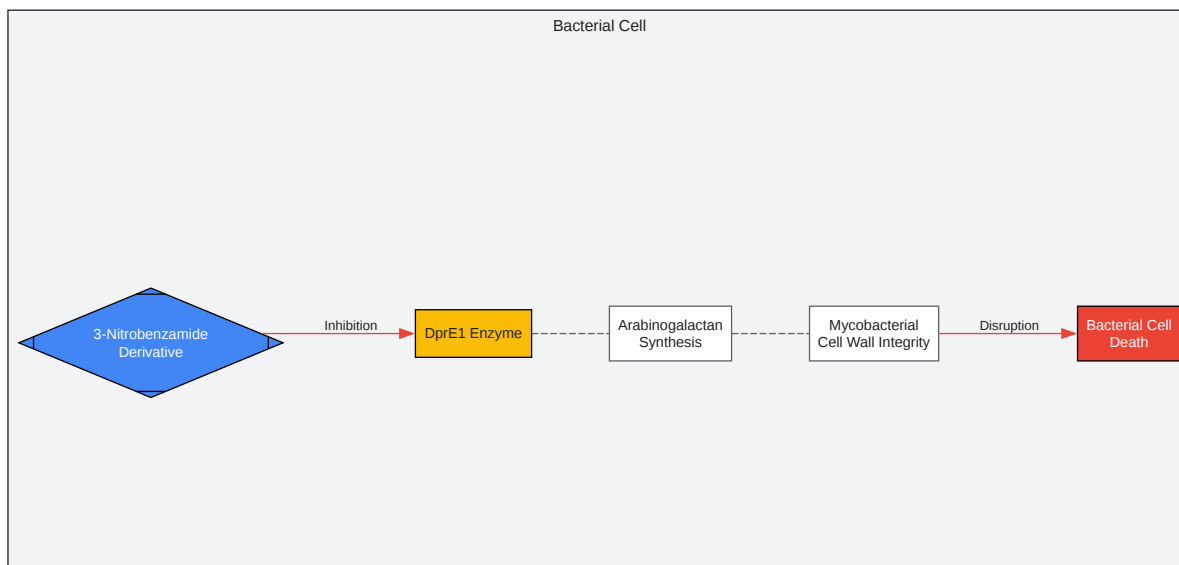 Bacterial Cell
3-Nitrobenzamide
Derivative
Inhibition
DprE1 Enzyme
Arabinogalactan
Synthesis
Mycobacterial
Cell Wall Integrity
Disruption
Bacterial Cell
Death